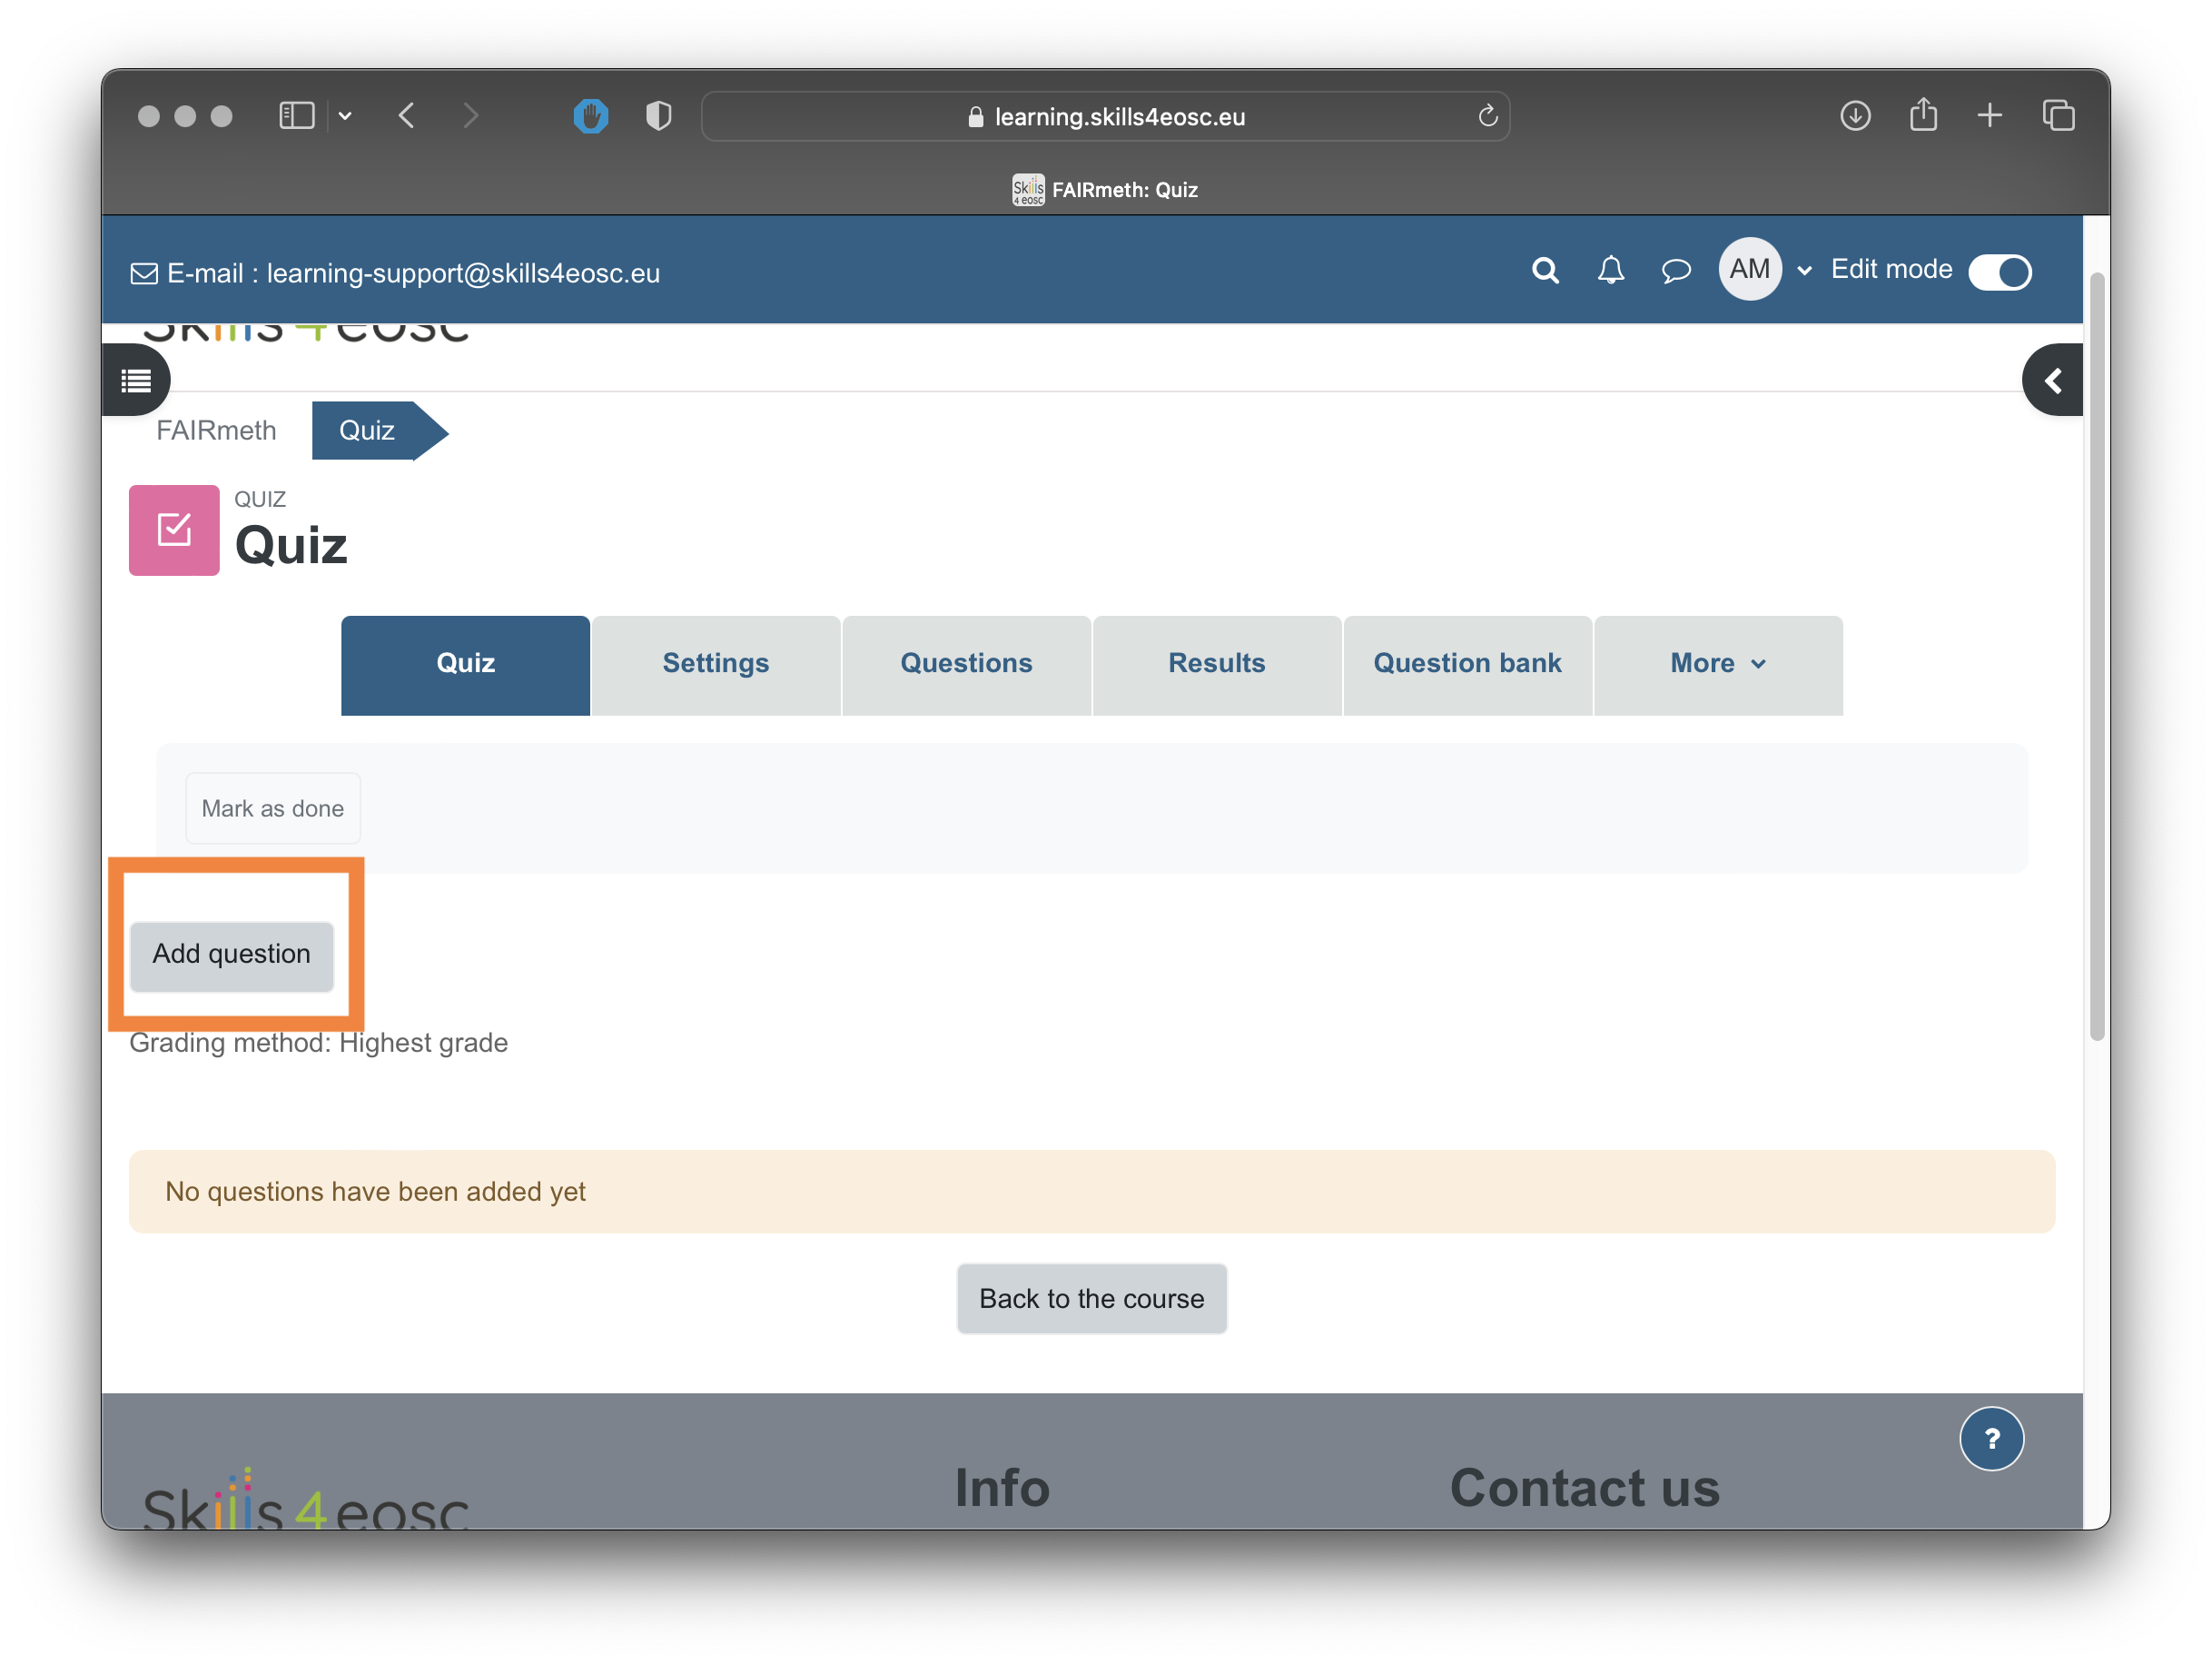 learning.skills4eosc.eu
Skills 4 eosc FAIRmeth: Quiz
E-mail : learning-support@skills4eosc.eu
AM Edit mode
Skills4eosc
FAIRmeth Quiz
QUIZ
Quiz
Quiz Settings Questions Results Question bank More
Mark as done
Add question
Grading method: Highest grade
No questions have been added yet
Back to the course
?
Skills4eosc Info Contact us